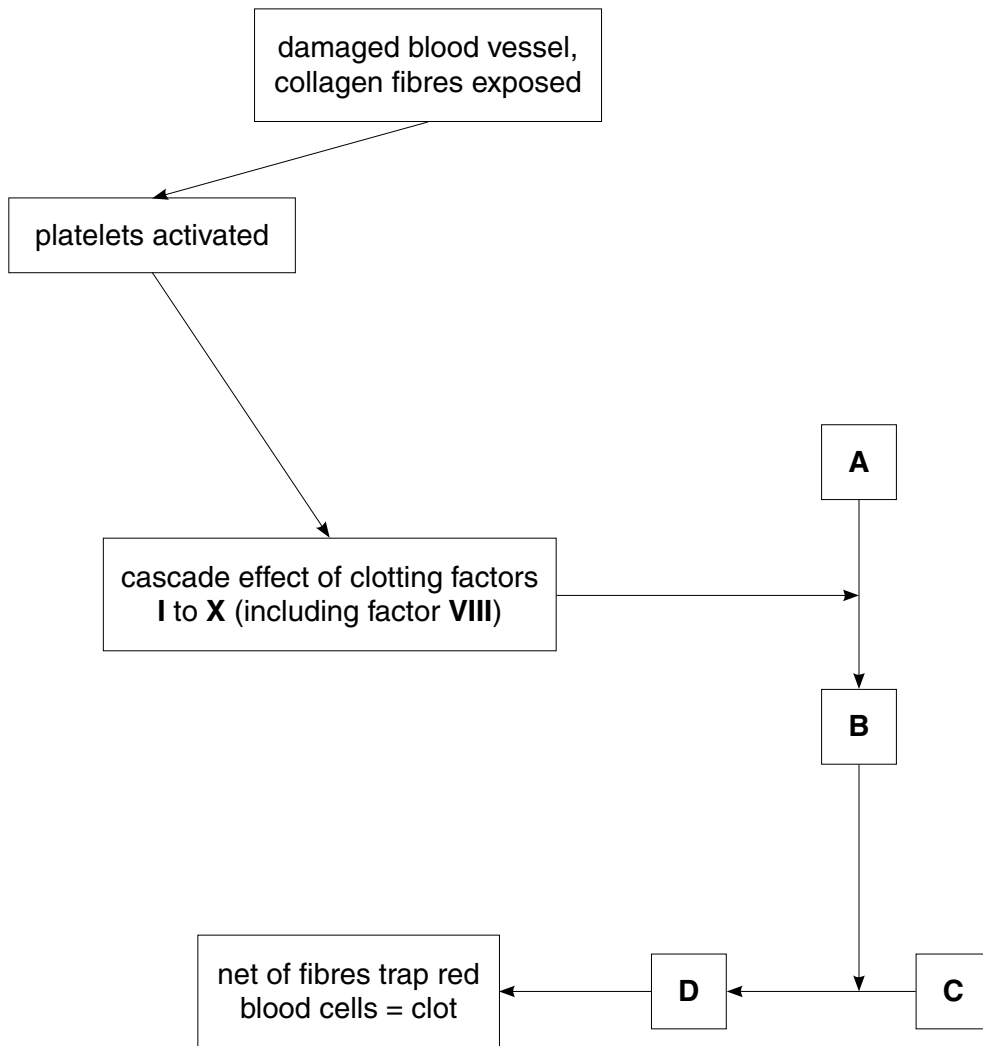 damaged blood vessel,
collagen fibres exposed
platelets activated
A
cascade effect of clotting factors
I to X (including factor VIII)
B
net of fibres trap red
blood cells = clot
D
C